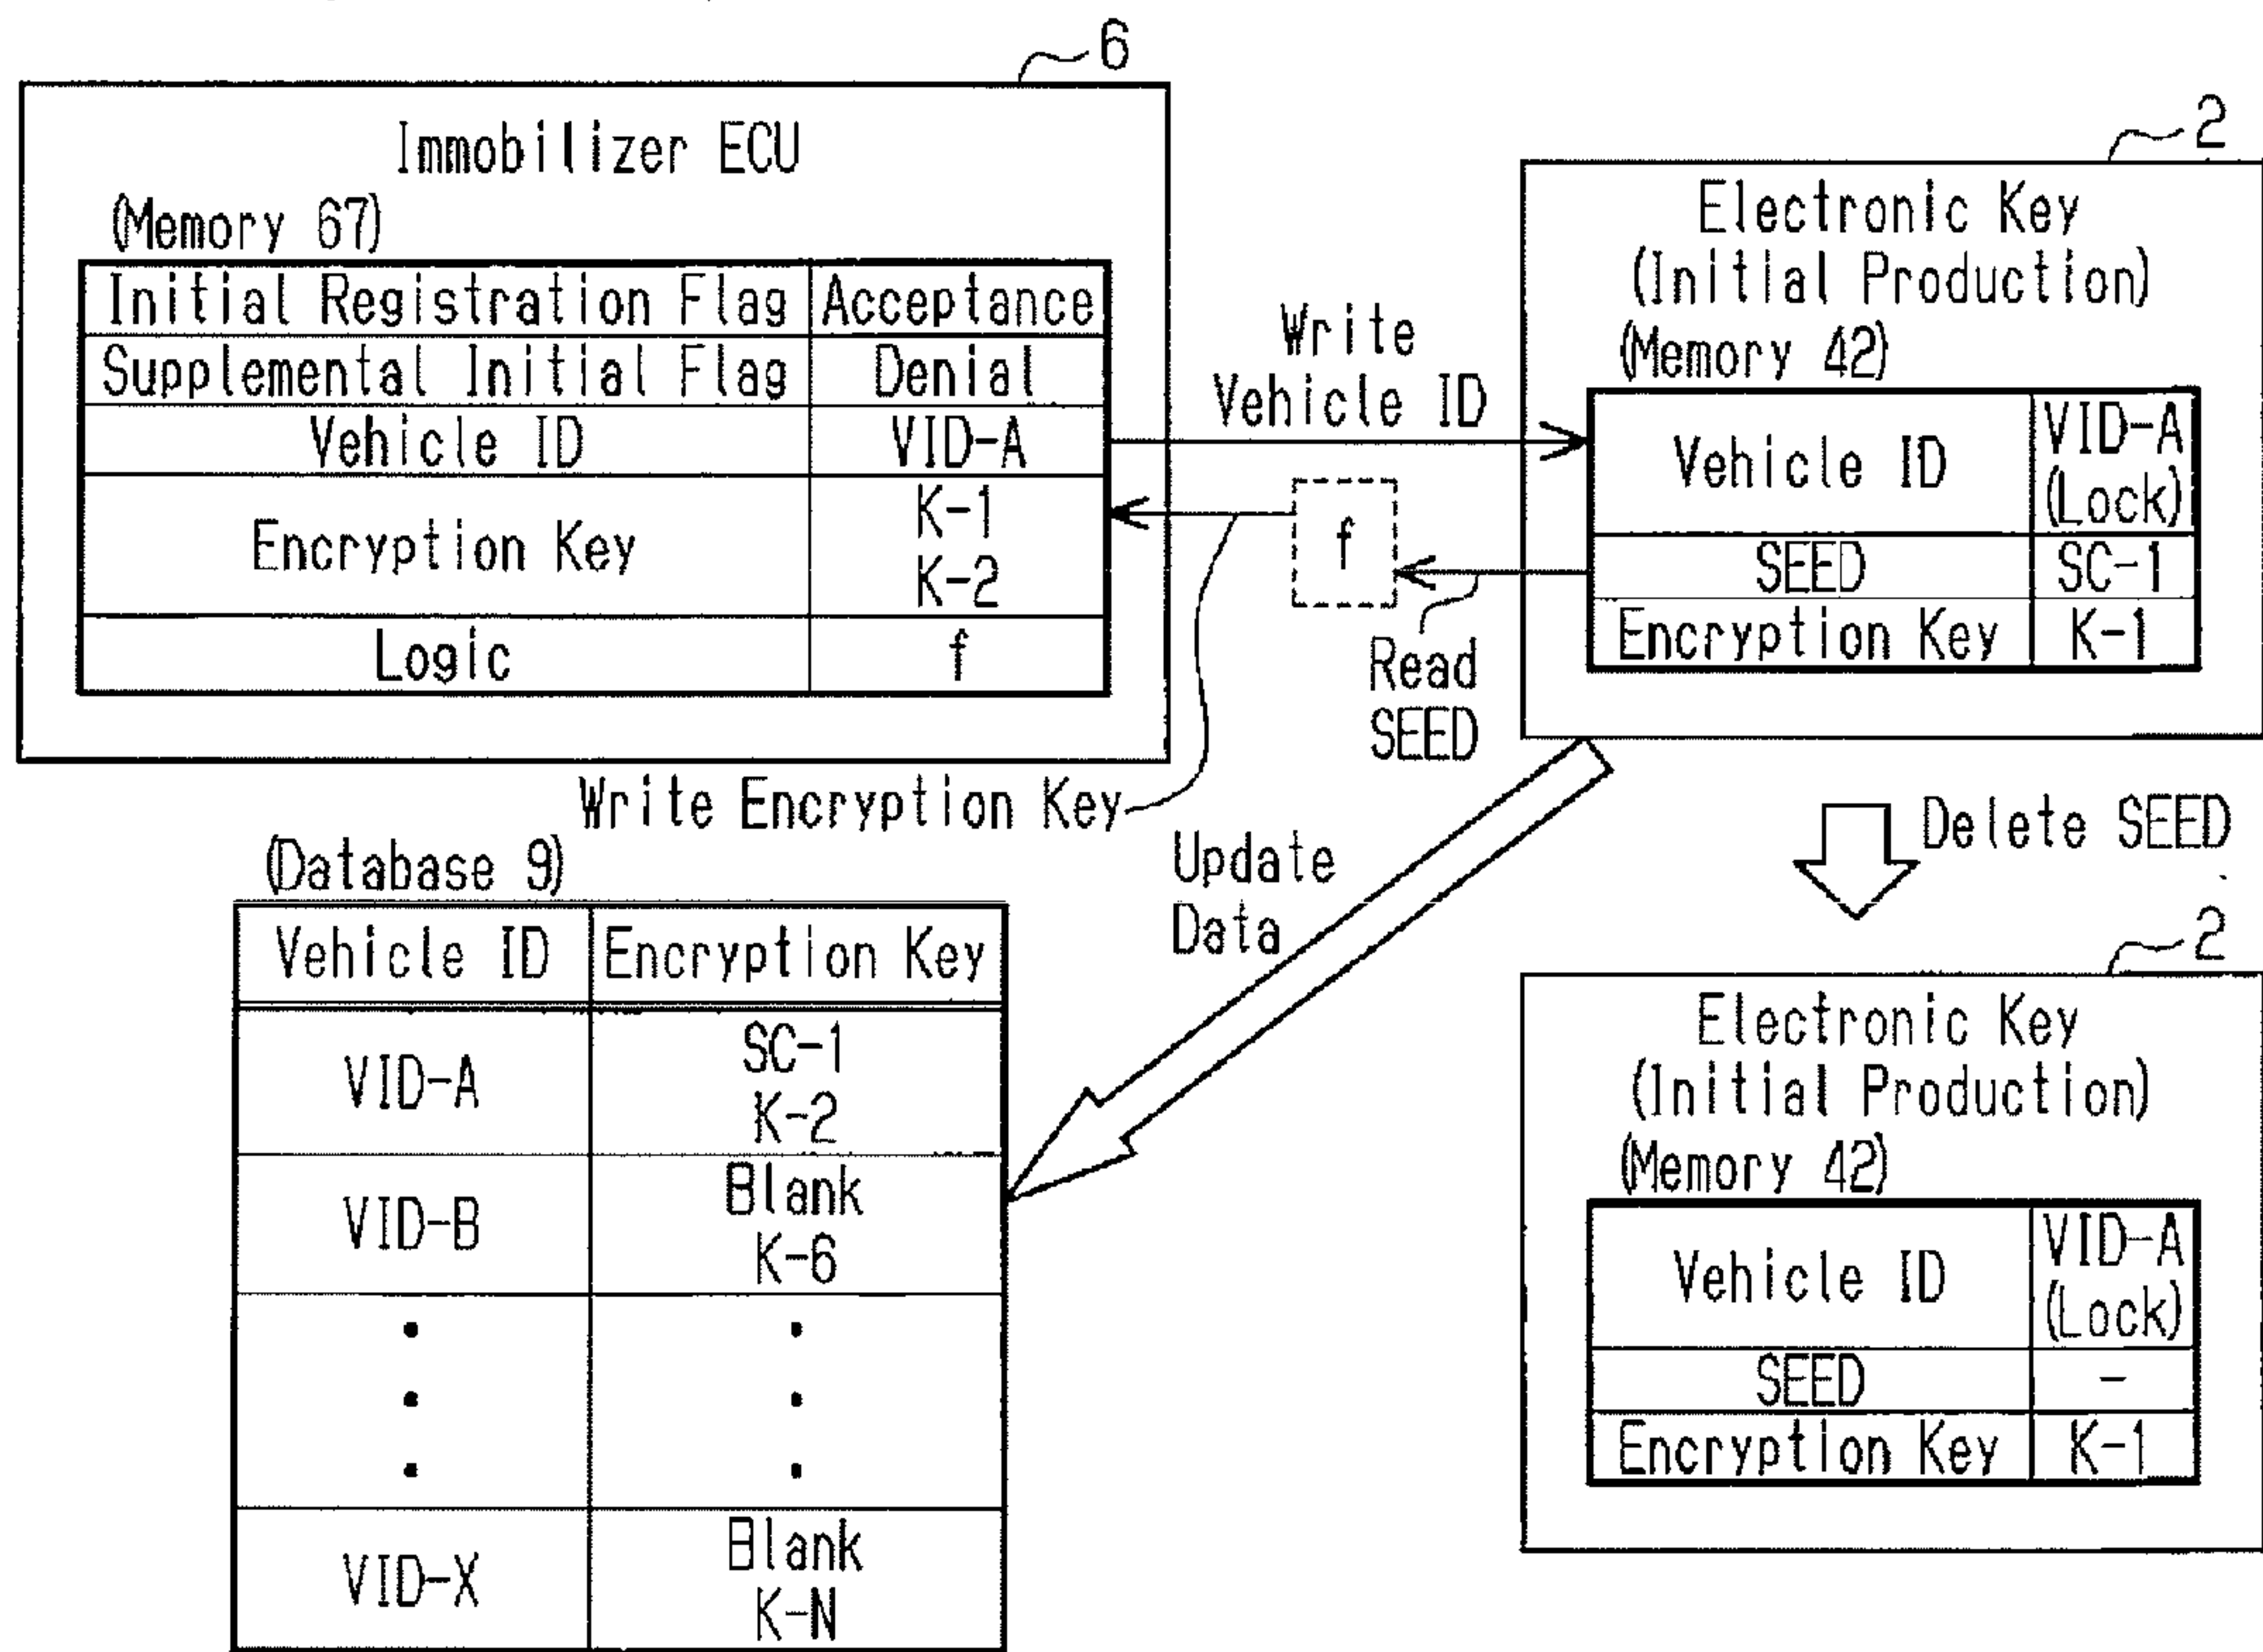 6
Immobilizer ECU
(Memory 67)
Initial Registration Flag Acceptance
Supplemental Initial Flag Denial
Vehicle ID VID-A
Encryption Key K-1
K-2
Logic f
Write
Vehicle ID
f
Read
SEED
Write Encryption Key
2
Electronic Key
(Initial Production)
(Memory 42)
Vehicle ID VID-A
(Lock)
SEED SC-1
Encryption Key K-1
Update
Data
Delete SEED
(Database 9)
Vehicle ID Encryption Key
VID-A SC-1
K-2
VID-B Blank
K-6
VID-X Blank
K-N
2
Electronic Key
(Initial Production)
(Memory 42)
Vehicle ID VID-A
(Lock)
SEED -
Encryption Key K-1